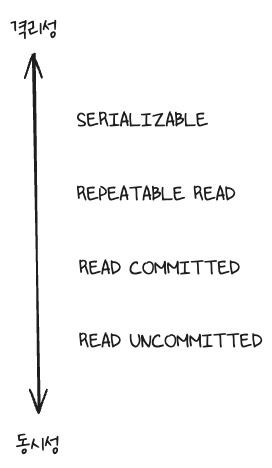 격리성
SERIALIZABLE
REPEATABLE READ
READ COMMITTED
READ UNCOMMITTED
동시성